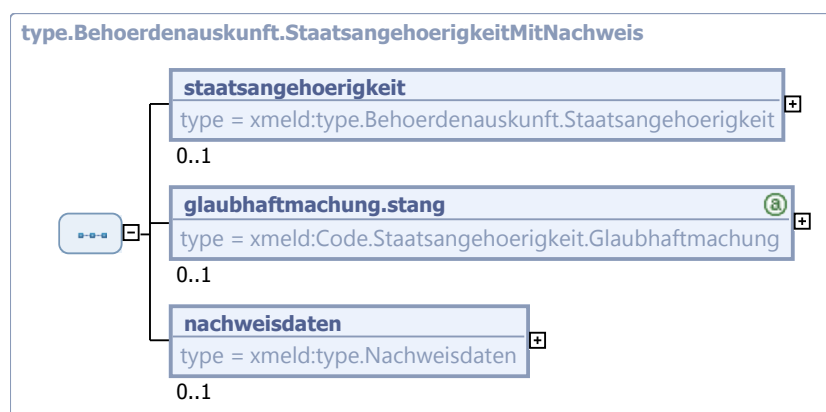 type.Behoerdenauskunft.StaatsangehoerigkeitMitNachweis
staatsangehoerigkeit
type = xmeld:type.Behoerdenauskunft.Staatsangehoerigkeit
0..1
glaubhaftmachung.stang
a
type = xmeld:Code.Staatsangehoerigkeit.Glaubhaftmachung
0..1
nachweisdaten
type = xmeld:type.Nachweisdaten
0..1